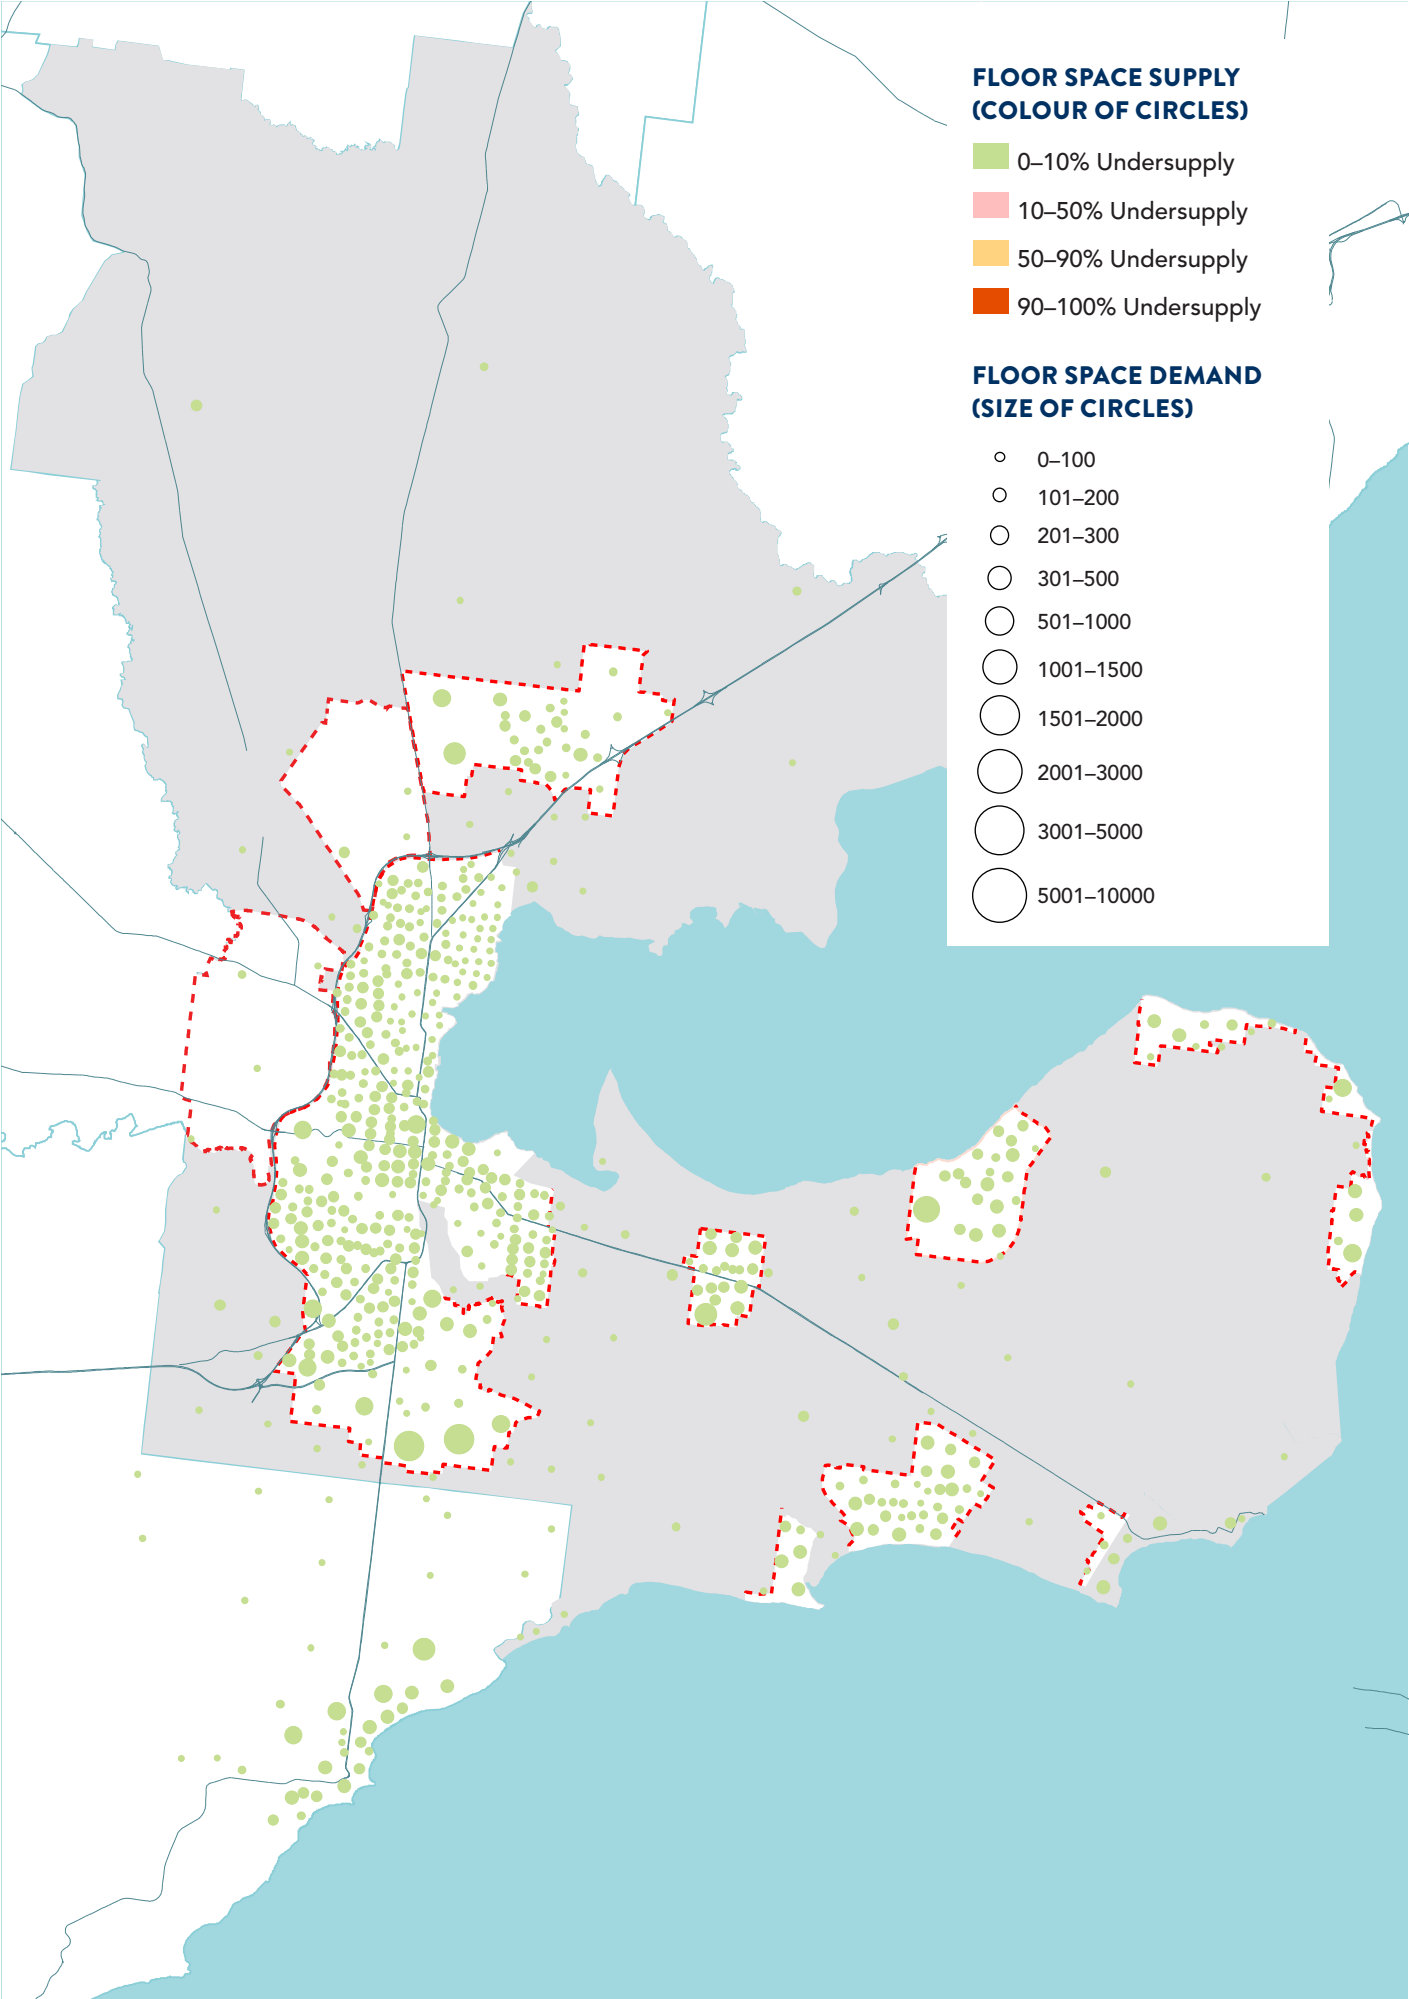 FLOOR SPACE SUPPLY
(COLOUR OF CIRCLES)
0–10% Undersupply
10–50% Undersupply
50–90% Undersupply
90–100% Undersupply
FLOOR SPACE DEMAND
(SIZE OF CIRCLES)
0–100
101–200
201–300
301–500
501–1000
1001–1500
1501–2000
2001–3000
3001–5000
5001–10000